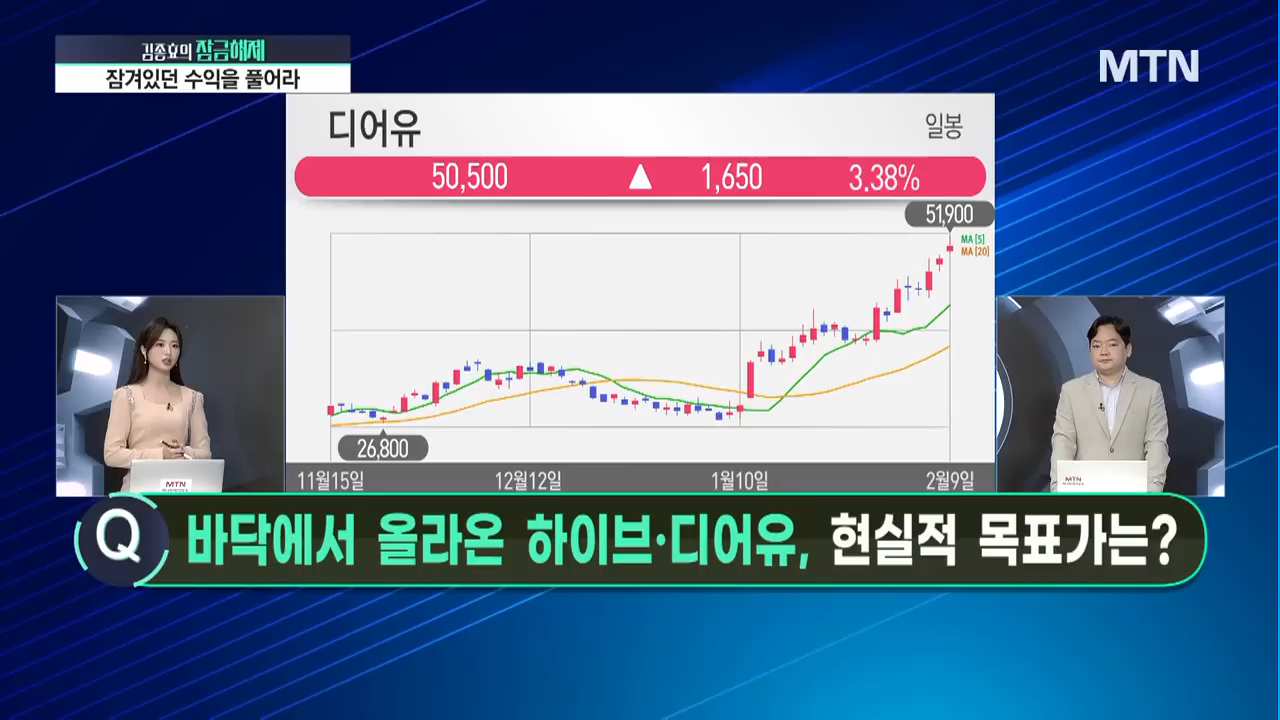 김종효의 잠금해제
잠겨있던 수익을 풀어라
MTN
디어유
일봉
50,500 ▲ 1,650 3.38%
51,900
MA [5]
MA [20]
26,800
11월15일 12월12일 1월10일 2월9일
MTN
MTN
Q 바닥에서 올라온 하이브·디어유, 현실적 목표가는?